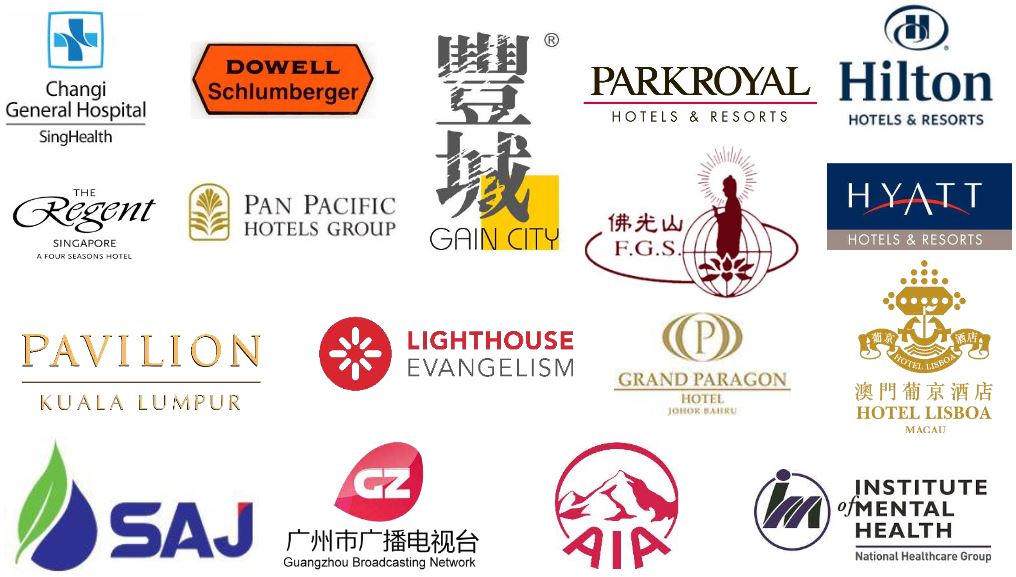 Changi
General Hospital
SingHealth
DOWELL
Schlumberger
豐
城
®
GAIN CITY
PARKROYAL
HOTELS & RESORTS
®
Hilton
HOTELS & RESORTS
THE
Regent
SINGAPORE
A FOUR SEASONS HOTEL
PAN PACIFIC
HOTELS GROUP
佛光山
F.G.S.
HYATT
HOTELS & RESORTS
PAVILION
KUALA LUMPUR
LIGHTHOUSE
EVANGELISM
P
GRAND PARAGON
HOTEL
JOHOR BAHRU
葡京 酒店
HOTEL LISBOA
澳門葡京酒店
HOTEL LISBOA
MACAU
SAJ
GZ
广州市广播电视台
Guangzhou Broadcasting Network
AIA
im
INSTITUTE
of MENTAL
HEALTH
National Healthcare Group